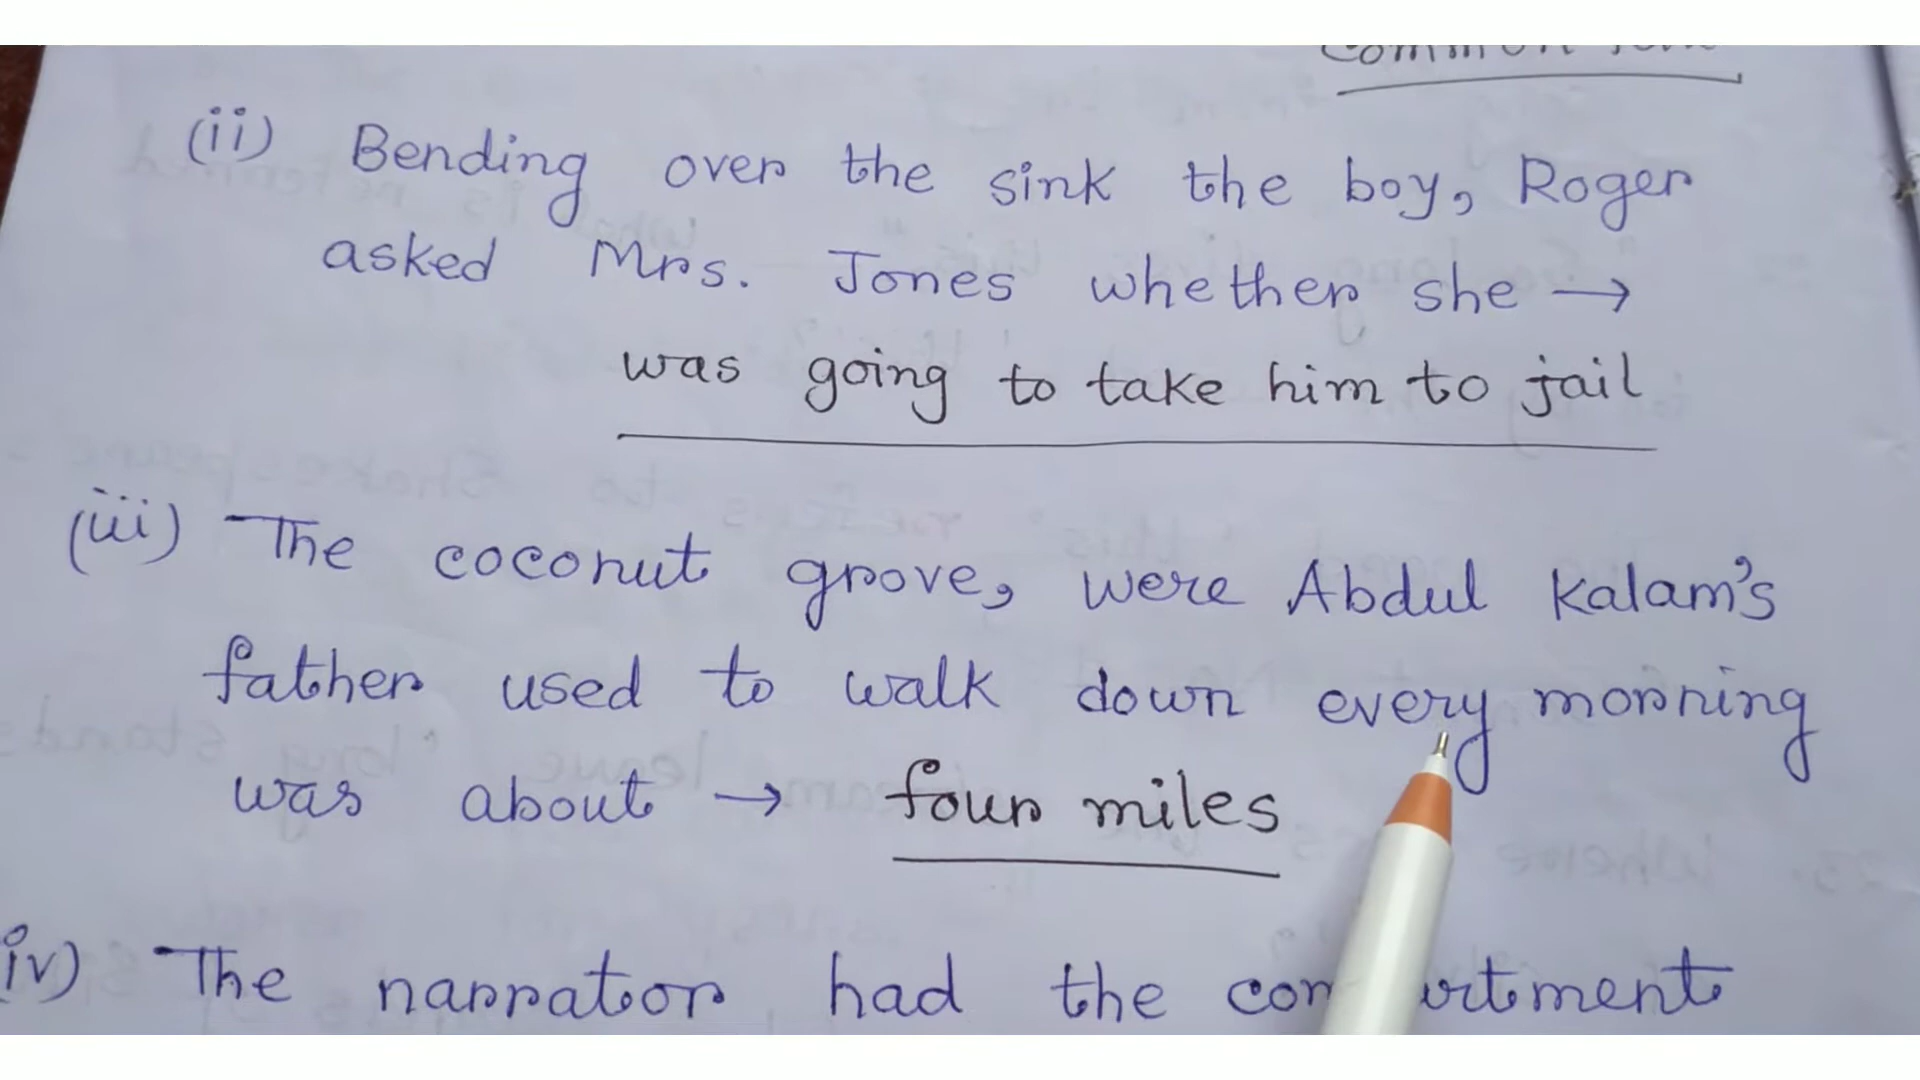 (ii) Bending over the sink the boy, Roger
asked Mrs. Jones whether she →
was going to take him to jail
(iii) The coconut grove, were Abdul Kalam's
father used to walk down every morning
was about → four miles
iv) The narrator had the